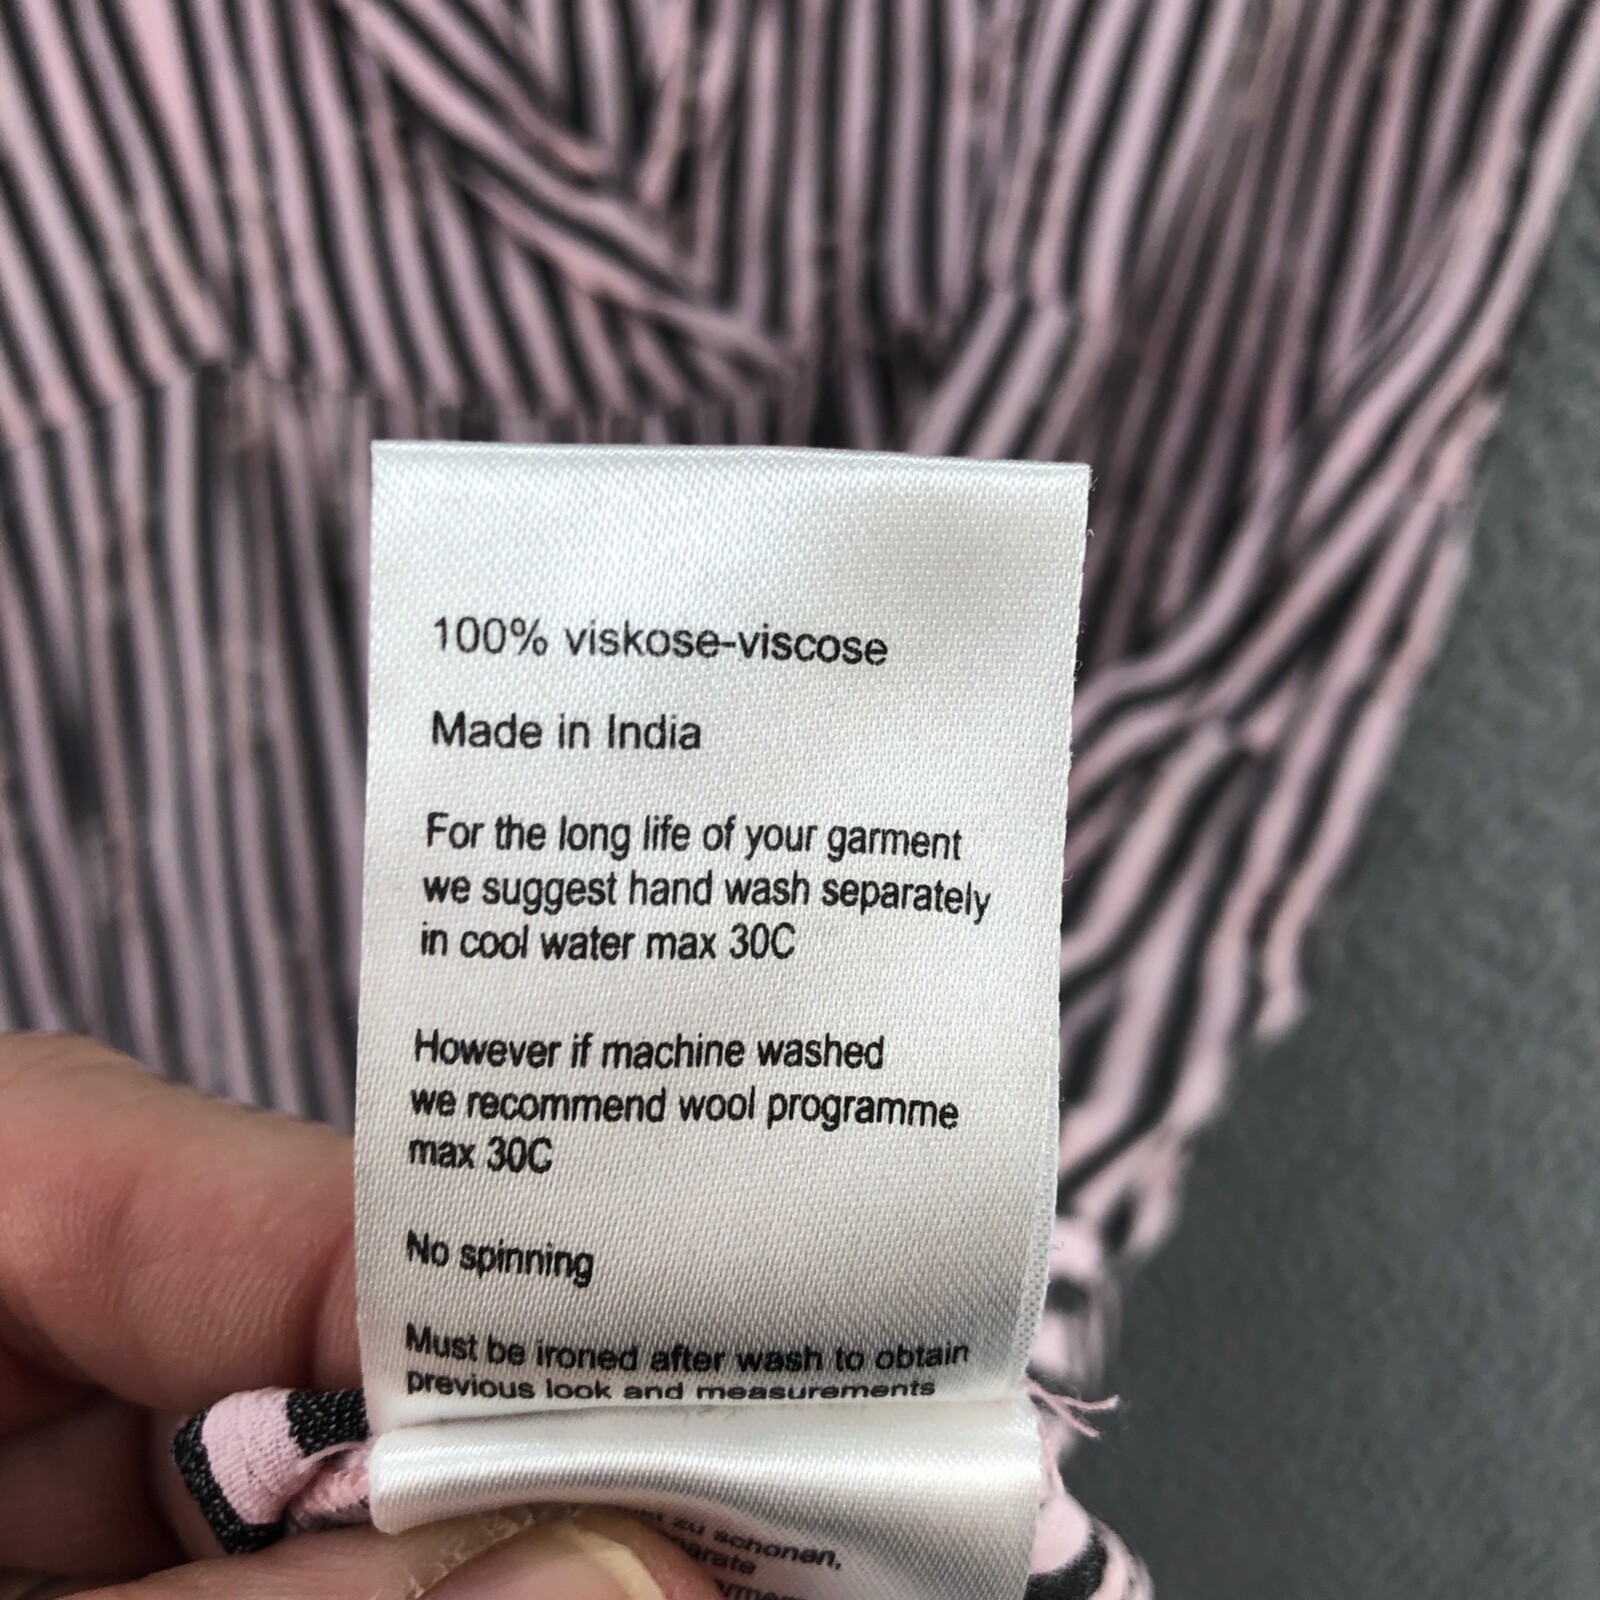 100% viskose-viscose
Made in India
For the long life of your garment
we suggest hand wash separately
in cool water max 30C
However if machine washed
we recommend wool programme
max 30C
No spinning
Must be ironed after wash to obtain
previous look and measurements
zu schonen,